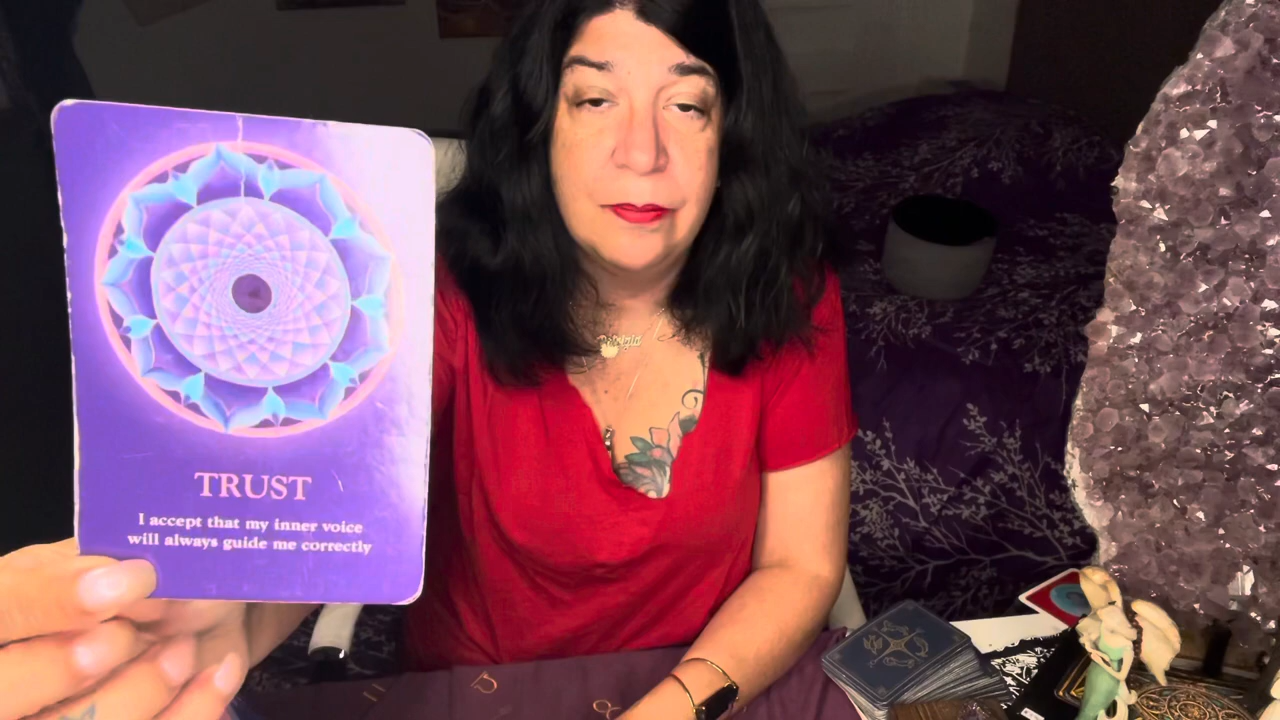 TRUST
I accept that my inner voice
will always guide me correctly